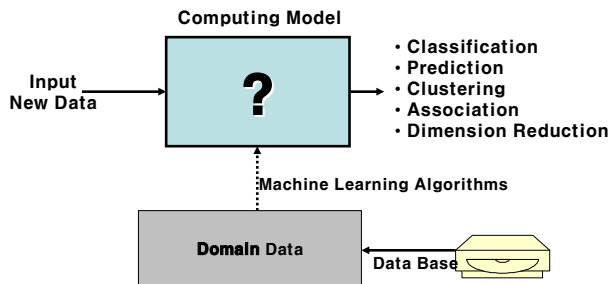 Computing Model
Input
New Data
?
• Classification
• Prediction
• Clustering
• Association
• Dimension Reduction
Machine Learning Algorithms
Domain Data
Data Base